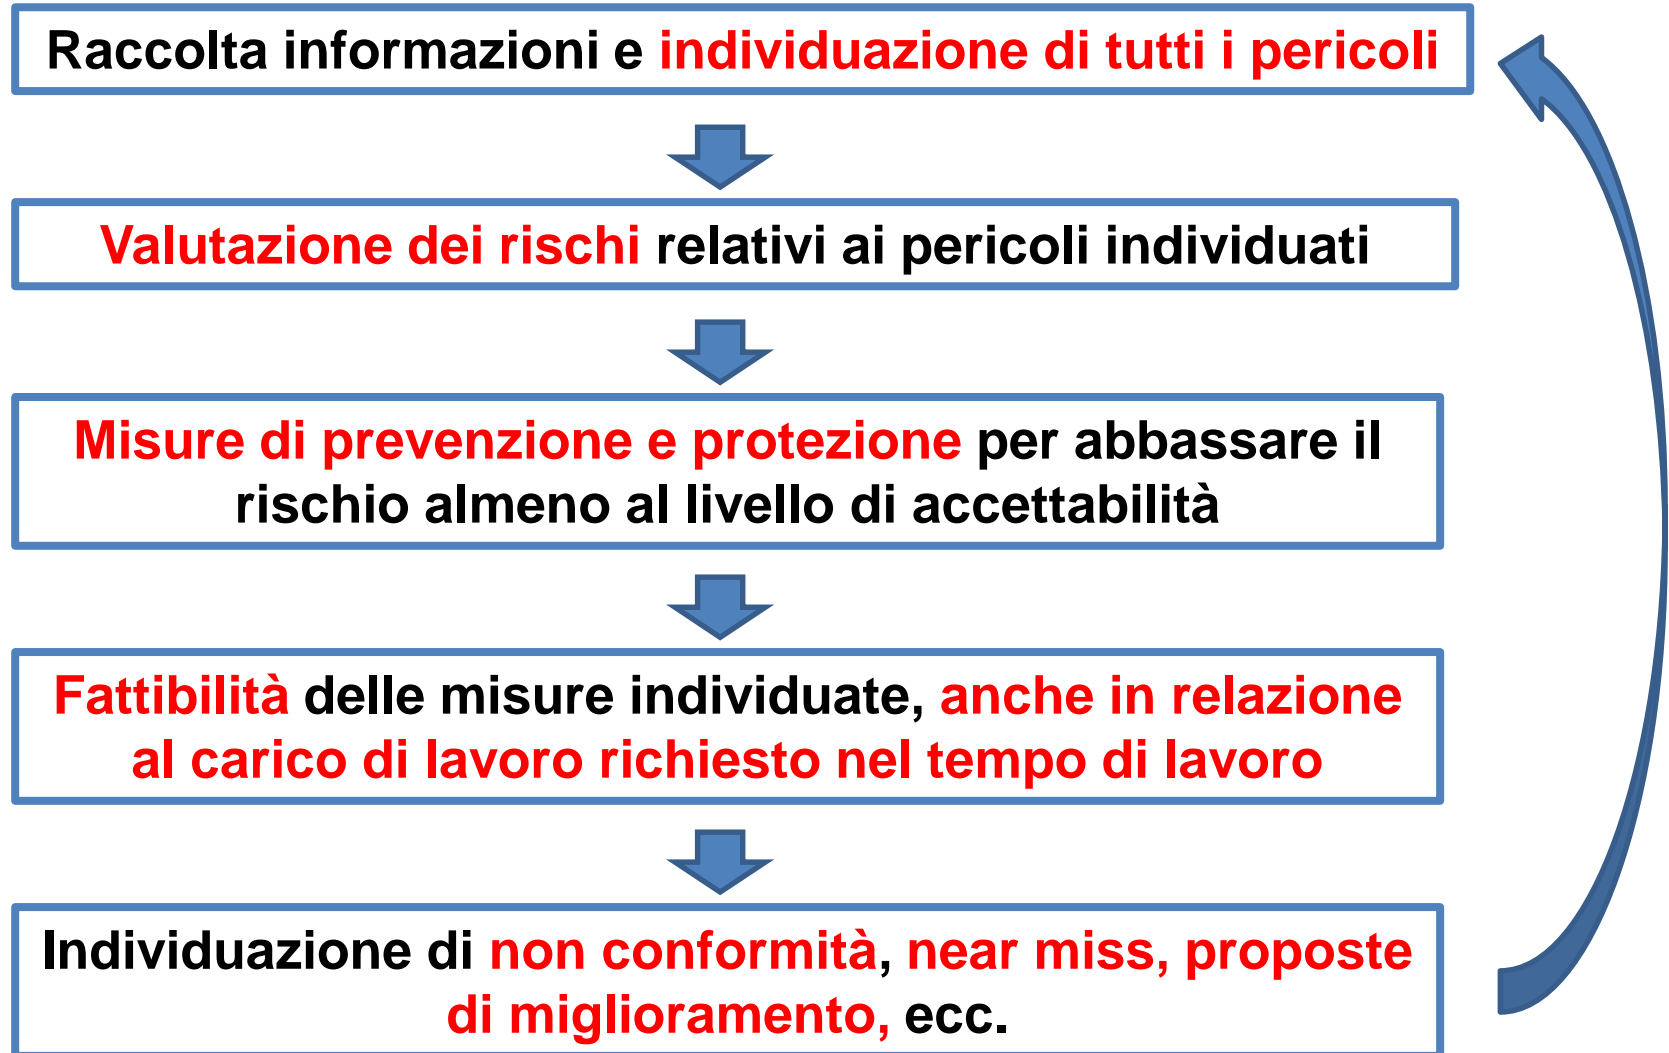 Raccolta informazioni e individuazione di tutti i pericoli
Valutazione dei rischi relativi ai pericoli individuati
Misure di prevenzione e protezione per abbassare il
rischio almeno al livello di accettabilità
Fattibilità delle misure individuate, anche in relazione
al carico di lavoro richiesto nel tempo di lavoro
Individuazione di non conformità, near miss, proposte
di miglioramento, ecc.